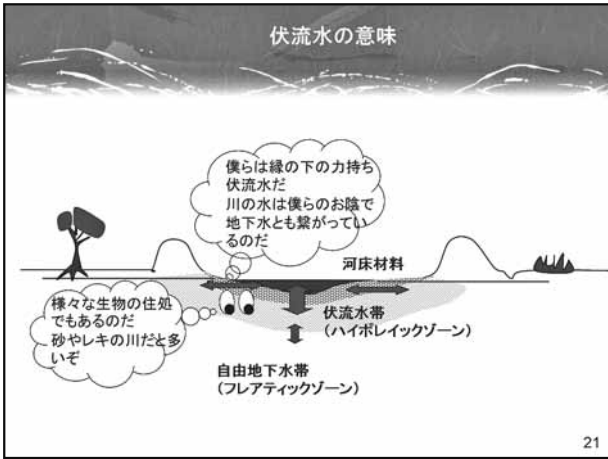 伏流水の意味
僕らは縁の下の力持ち
伏流水だ
川の水は僕らのお陰で
地下水とも繋がってい
るのだ
河床材料
様々な生物の住処
でもあるのだ
砂やレキの川だと多
いぞ
伏流水帯
(ハイポレイックゾーン)
自由地下水帯
(フレアティックゾーン)
21